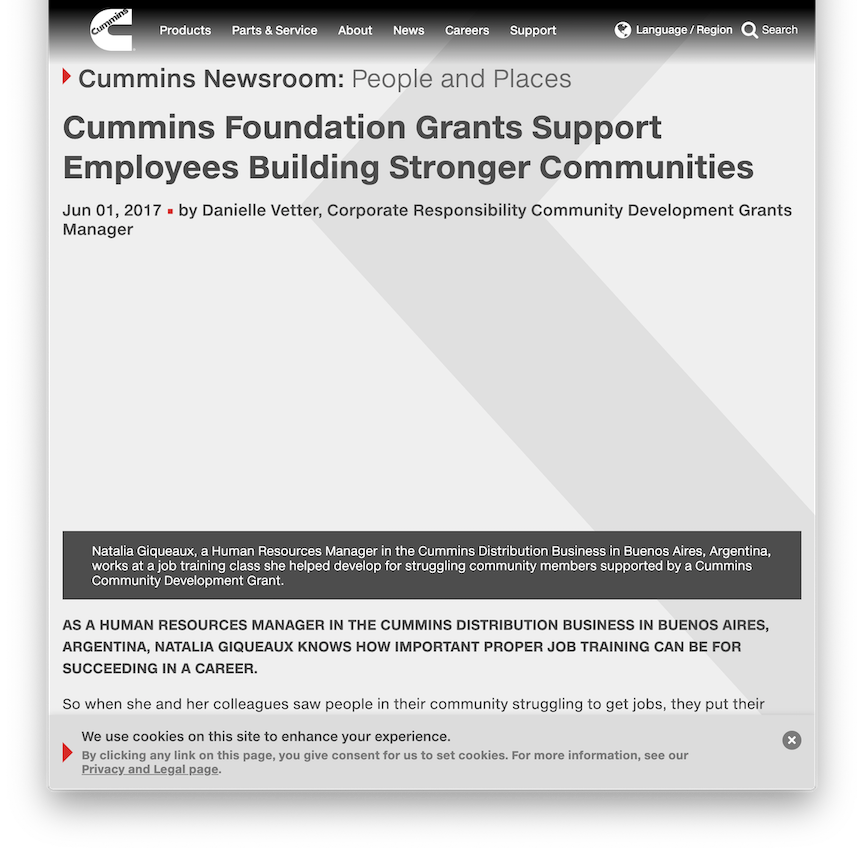 Cummins
Products Parts & Service About News Careers Support Language / Region Search
Cummins Newsroom: People and Places
Cummins Foundation Grants Support
Employees Building Stronger Communities
Jun 01, 2017 ▪ by Danielle Vetter, Corporate Responsibility Community Development Grants
Manager
Natalia Giqueaux, a Human Resources Manager in the Cummins Distribution Business in Buenos Aires, Argentina,
works at a job training class she helped develop for struggling community members supported by a Cummins
Community Development Grant.
AS A HUMAN RESOURCES MANAGER IN THE CUMMINS DISTRIBUTION BUSINESS IN BUENOS AIRES,
ARGENTINA, NATALIA GIQUEAUX KNOWS HOW IMPORTANT PROPER JOB TRAINING CAN BE FOR
SUCCEEDING IN A CAREER.
So when she and her colleagues saw people in their community struggling to get jobs, they put their
We use cookies on this site to enhance your experience.
By clicking any link on this page, you give consent for us to set cookies. For more information, see our
Privacy and Legal page.